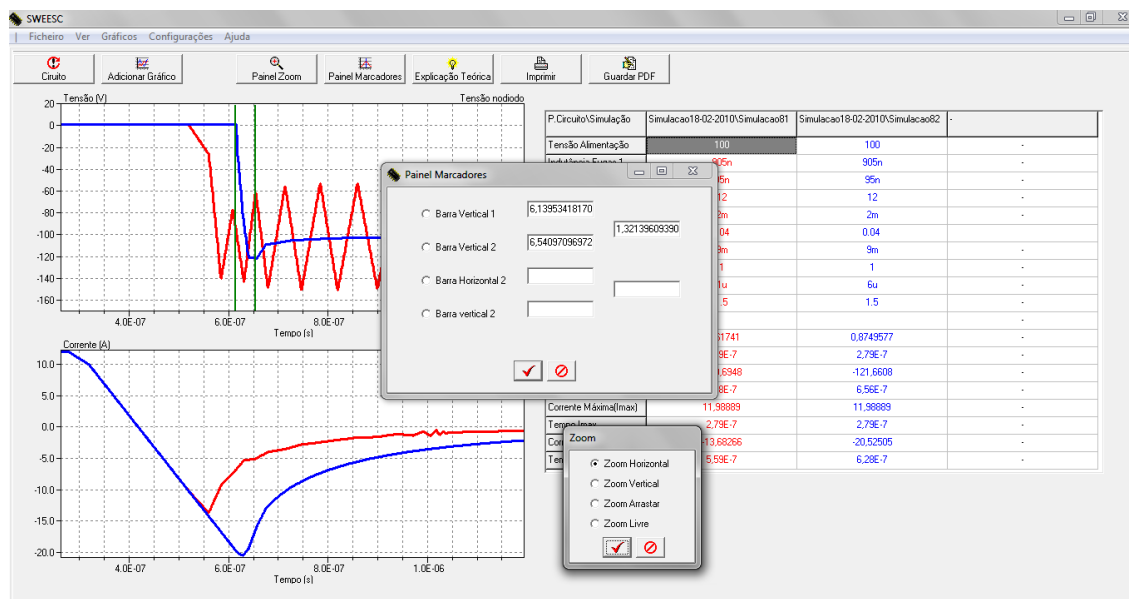 SWEESC
Ficheiro Ver Gráficos Configurações Ajuda
Ciruito Adicionar Gráfico Painel Zoom Painel Marcadores Explicação Teórica Imprimir Guardar PDF
Tensão (V) Tensão nodiodo
20
0
-20
-40
-60
-80
-100
-120
-140
-160
4.0E-07 6.0E-07 8.0E-07
Tempo (s)
Corrente (A)
10.0
5.0
0.0
-5.0
-10.0
-15.0
-20.0
4.0E-07 6.0E-07 8.0E-07 1.0E-06
Tempo (s)
P.Circuito\Simulação Simulacao18-02-2010\Simulacao81 Simulacao18-02-2010\Simulacao82 -
Tensão Alimentação 100 100 -
905n 905n -
95n -
12 -
2m -
0.04 -
9m -
1 -
6u -
1.5 -
-
0,8749577 -
2,79E-7 -
-121,6608 -
6,56E-7 -
Corrente Máxima(Imax) 11,98889 11,98889 -
Tempo Imax 2,79E-7 2,79E-7 -
-13,68266 -20,52505 -
5,59E-7 6,28E-7 -
Painel Marcadores
Barra Vertical 1 6,13953418170
1,32139609390
Barra Vertical 2 6,54097096972
Barra Horizontal 2
Barra vertical 2
Zoom
Zoom Horizontal
Zoom Vertical
Zoom Arrastar
Zoom Livre